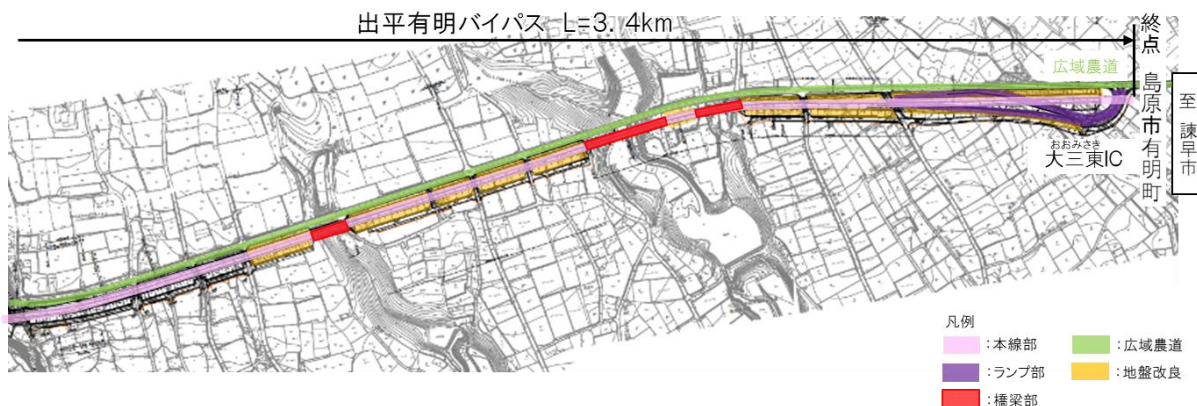 出平有明バイパス L=3.4km
終点 島原市有明町
広域農道
至 諫早市
おおみさき
大三東IC
凡例
:本線部
:広域農道
:ランプ部
:地盤改良
:橋梁部